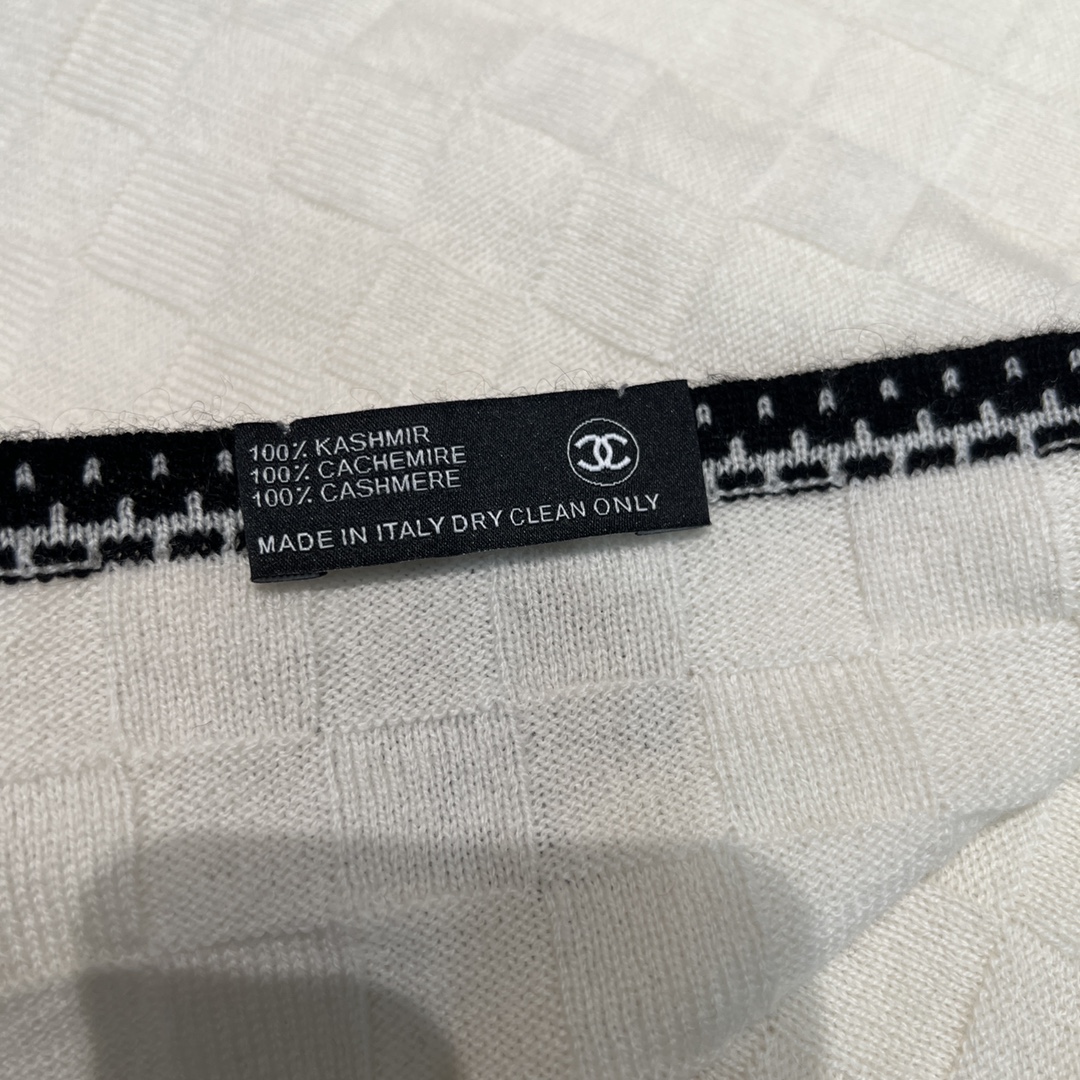 100% KASHMIR
100% CACHEMIRE
100% CASHMERE
MADE IN ITALY DRY CLEAN ONLY